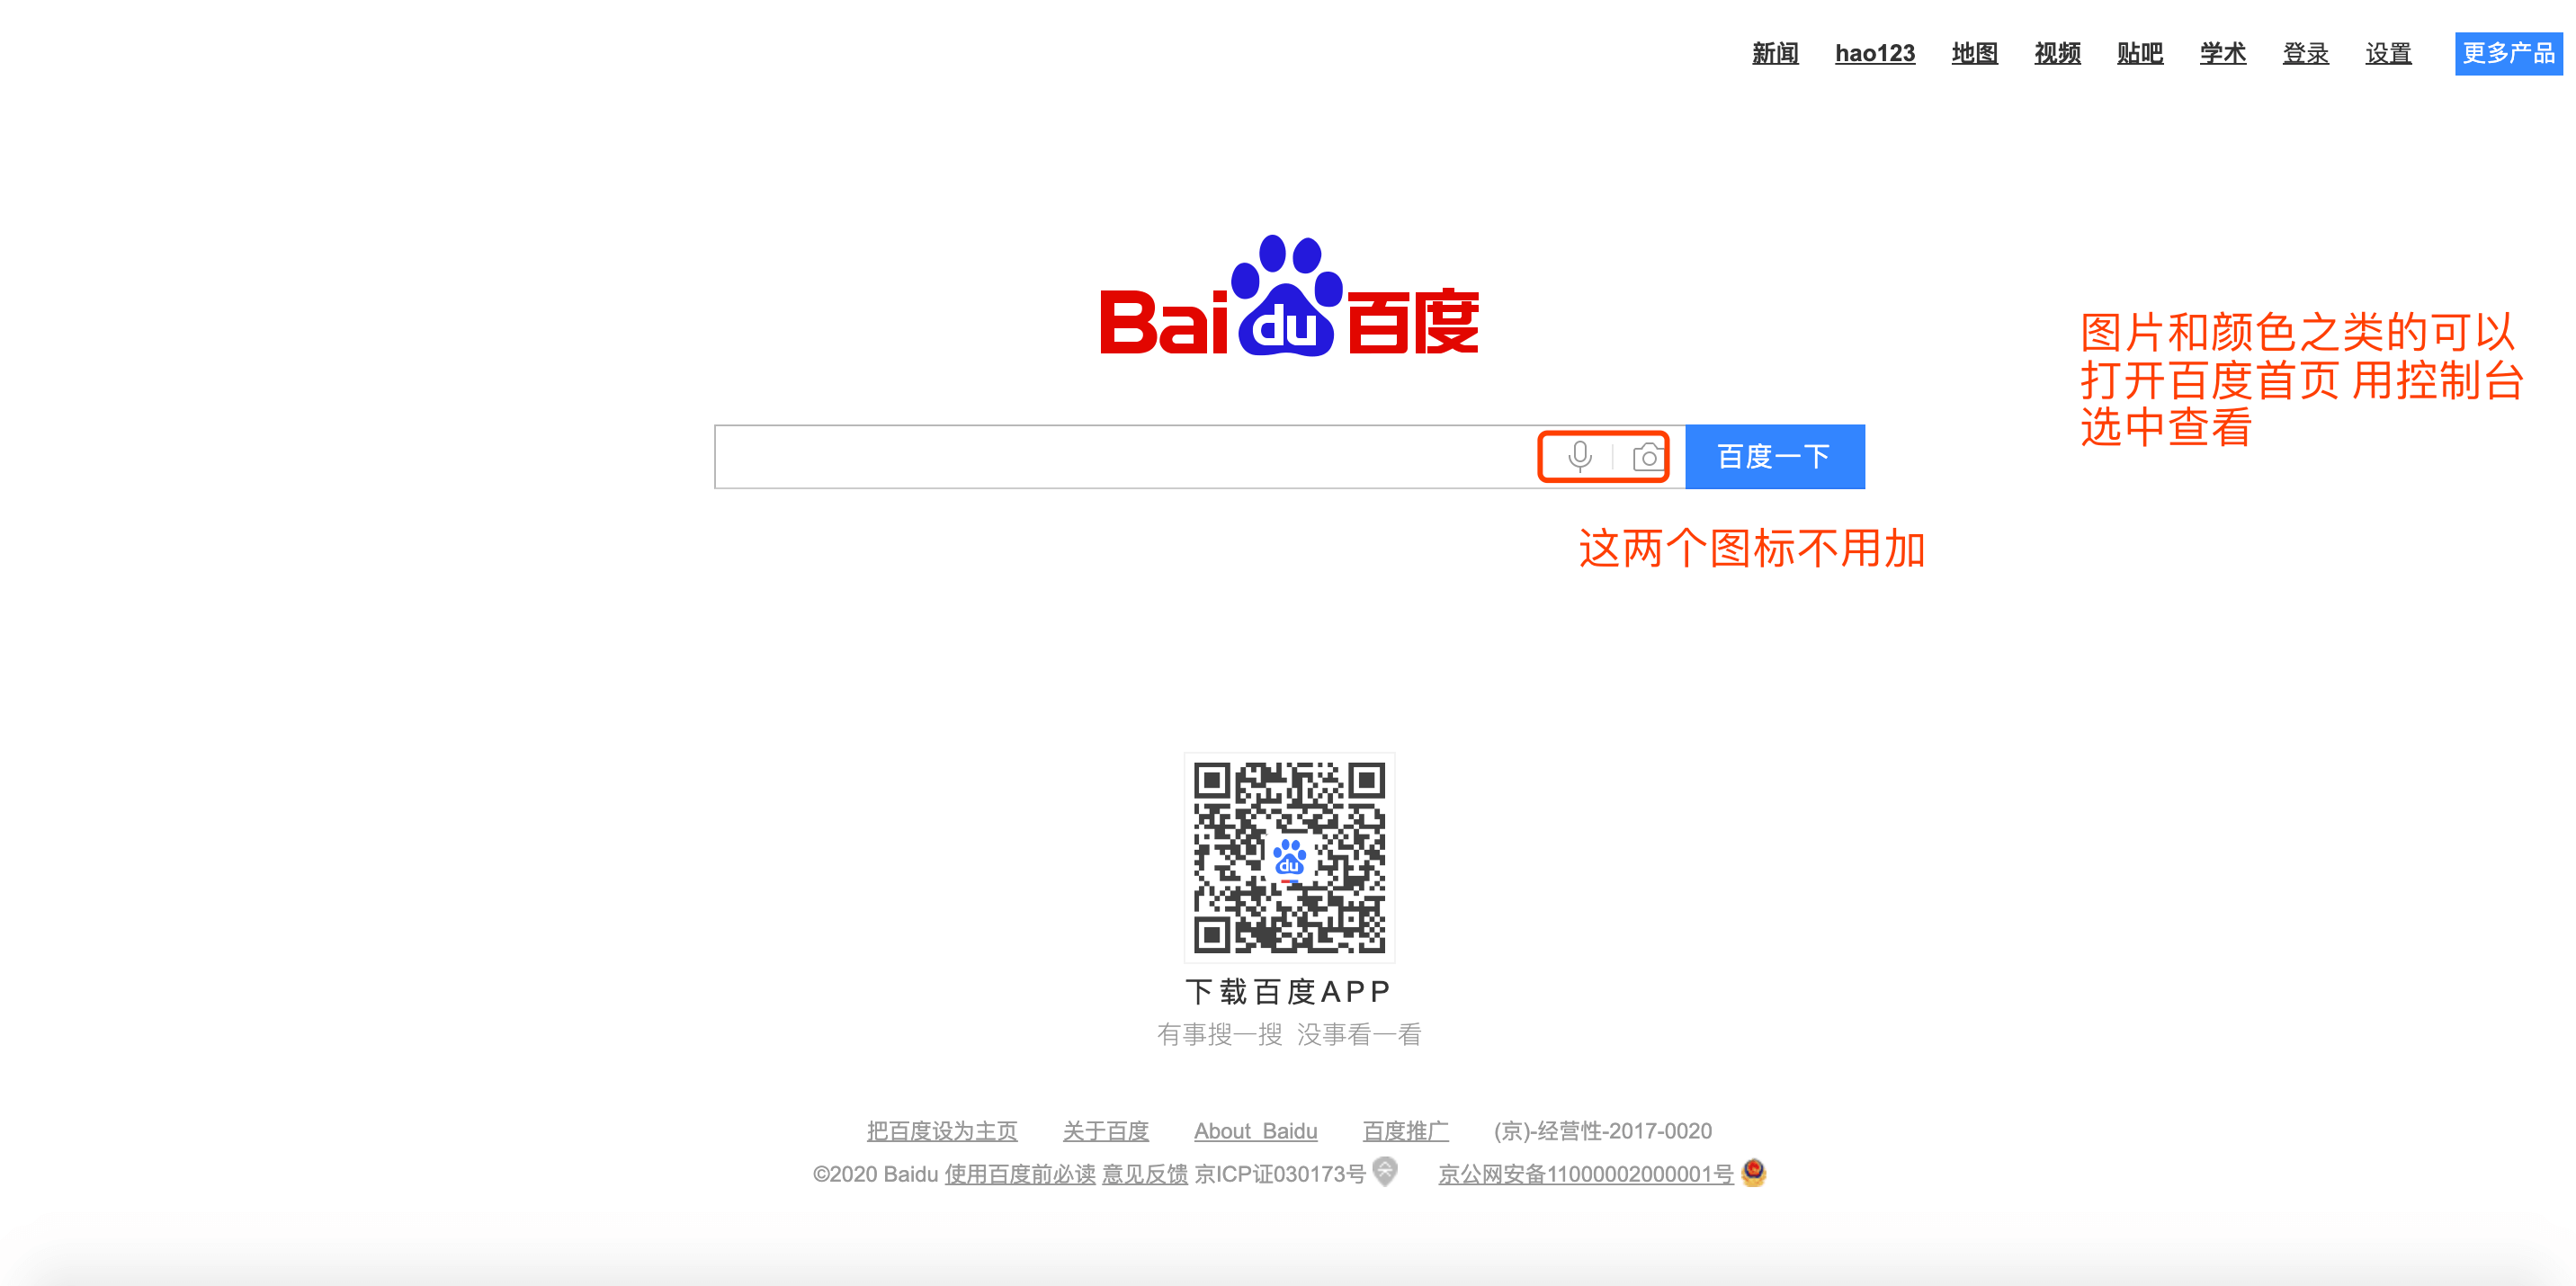 新闻 hao123 地图 视频 贴吧 学术 登录 设置 更多产品
Baidu百度
图片和颜色之类的可以
打开百度首页 用控制台
选中查看
百度一下
这两个图标不用加
du
下载百度APP
有事搜一搜 没事看一看
把百度设为主页 关于百度 About Baidu 百度推广 (京)-经营性-2017-0020
©2020 Baidu 使用百度前必读 意见反馈 京ICP证030173号 京公网安备11000002000001号